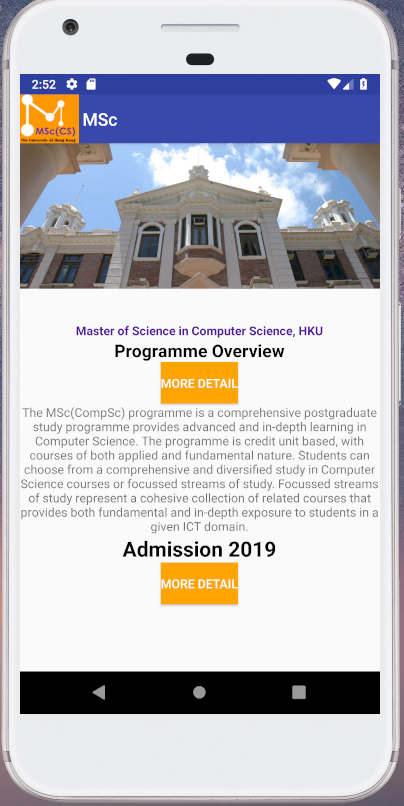 2:52
MSc(CS)
The University of Hong Kong
MSc
Master of Science in Computer Science, HKU
Programme Overview
MORE DETAIL
The MSc(CompSc) programme is a comprehensive postgraduate
study programme provides advanced and in-depth learning in
Computer Science. The programme is credit unit based, with
courses of both applied and fundamental nature. Students can
choose from a comprehensive and diversified study in Computer
Science courses or focussed streams of study. Focussed streams
of study represent a cohesive collection of related courses that
provides both fundamental and in-depth exposure to students in a
given ICT domain.
Admission 2019
MORE DETAIL